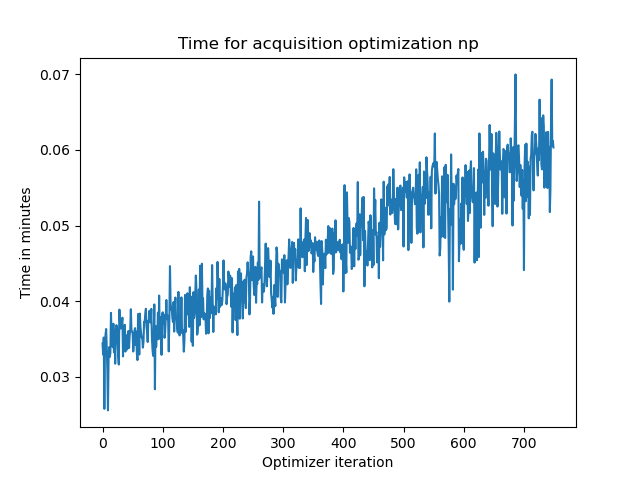 Time for acquisition optimization np
0.07
0.06
0.05
0.04
0.03
Time in minutes
0 100 200 300 400 500 600 700
Optimizer iteration